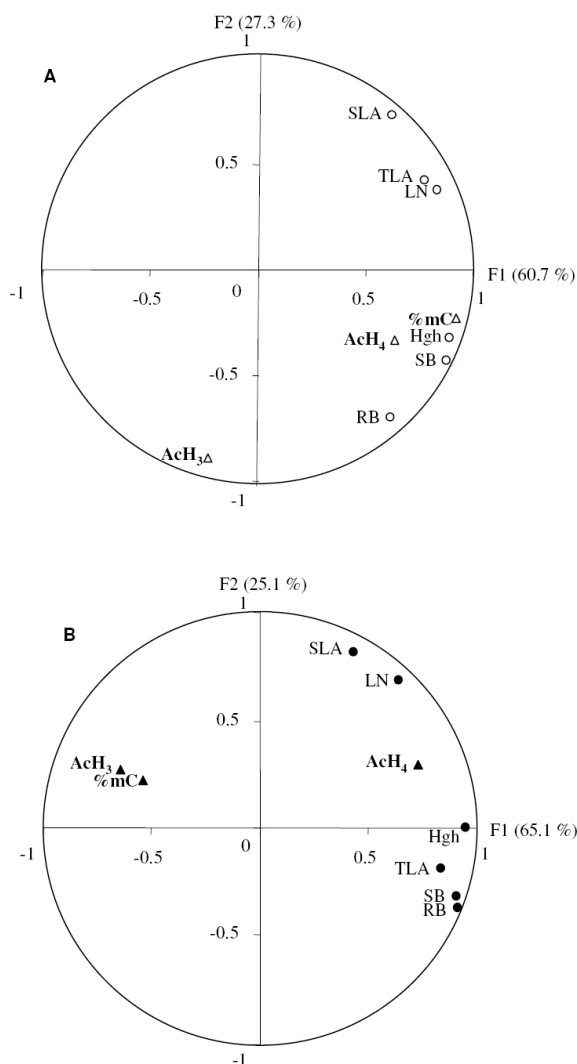 F2 (27.3 %)
1
A
SLA
0.5
TLA
LN
F1 (60.7 %)
-1
-0.5
0
0.5
1
%mC
AcH4
Hgh
SB
-0.5
RB
AcH3
-1
F2 (25.1 %)
1
B
SLA
LN
0.5
AcH3
%mC
AcH4
Hgh
F1 (65.1 %)
-1
-0.5
0
0.5
1
TLA
SB
RB
-0.5
-1